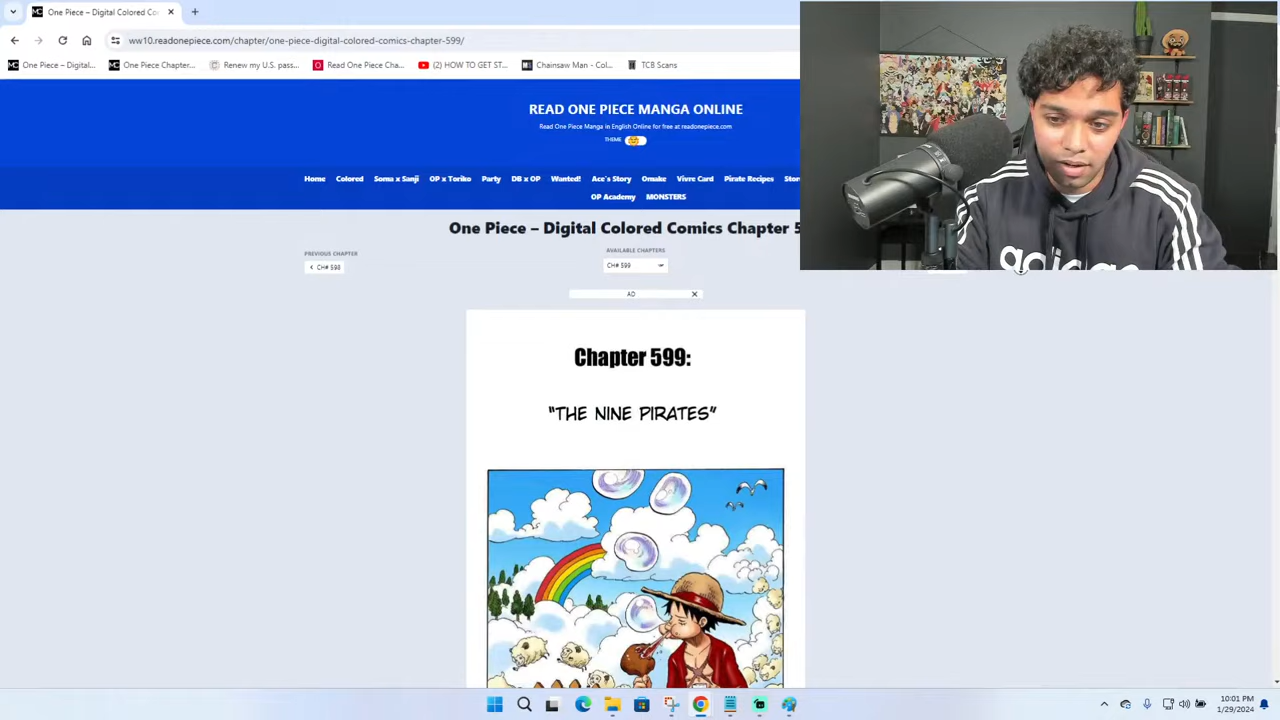 One Piece – Digital Colored Co
ww10.readonepiece.com/chapter/one-piece-digital-colored-comics-chapter-599/
One Piece – Digital... One Piece Chapter... Renew my U.S. pass... Read One Piece Cha... (2) HOW TO GET ST... Chainsaw Man - Col... TCB Scans
READ ONE PIECE MANGA ONLINE
Read One Piece Manga in English Online for free at readonepiece.com
THEME
Home Colored Soma x Sanji OP x Toriko Party DB x OP Wanted! Ace's Story Omake Vivre Card Pirate Recipes
OP Academy MONSTERS
One Piece – Digital Colored Comics Chapter
PREVIOUS CHAPTER
CH# 598
AVAILABLE CHAPTERS
CH# 599
AD
Chapter 599:
"THE NINE PIRATES"
adidas
10:01 PM
1/29/2024